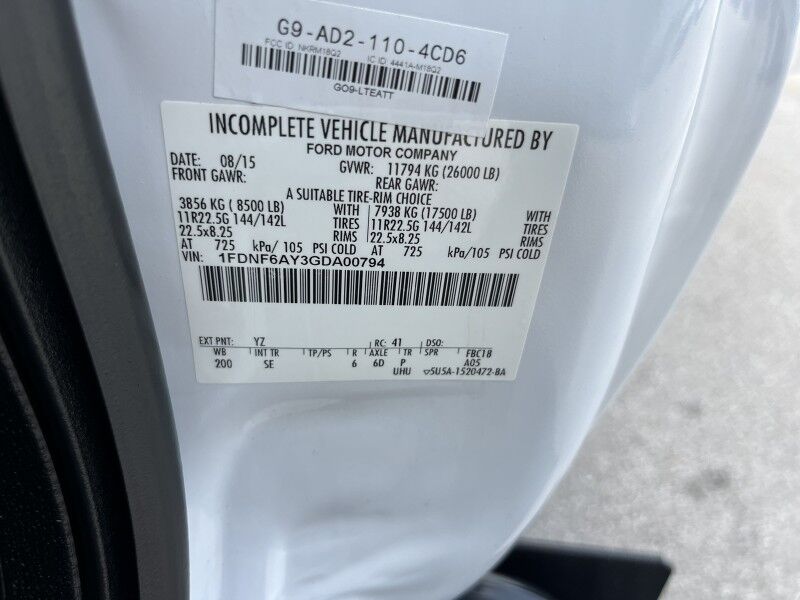 G9-AD2-110-4CD6
FCC ID: NKRM18Q2 IC ID: 4441A-M18Q2
GO9-LTEATT
INCOMPLETE VEHICLE MANUFACTURED BY
FORD MOTOR COMPANY
DATE: 08/15 GVWR: 11794 KG (26000 LB)
FRONT GAWR: REAR GAWR:
A SUITABLE TIRE-RIM CHOICE
3856 KG ( 8500 LB) WITH 7938 KG (17500 LB) WITH
11R22.5G 144/142L TIRES 11R22.5G 144/142L TIRES
22.5x8.25 RIMS 22.5x8.25 RIMS
AT 725 kPa/ 105 PSI COLD AT 725 kPa/105 PSI COLD
VIN: 1FDNF6AY3GDA00794
EXT PNT: YZ RC: 41 DSO:
WB INT TR TP/PS R AXLE TR SPR FBC18
200 SE 6 6D P A05
UHU ▽5U5A-1520472-BA